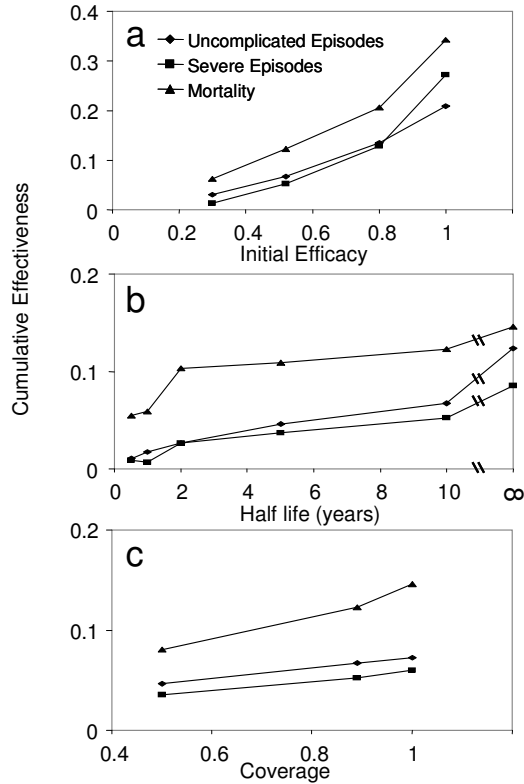 Cumulative Effectiveness
a
Uncomplicated Episodes
Severe Episodes
Mortality
0.4
0.3
0.2
0.1
0
0 0.2 0.4 0.6 0.8 1
Initial Efficacy
b
0.2
0.1
0
0 2 4 6 8 10 ∞
Half life (years)
c
0.2
0.1
0
0.4 0.6 0.8 1
Coverage